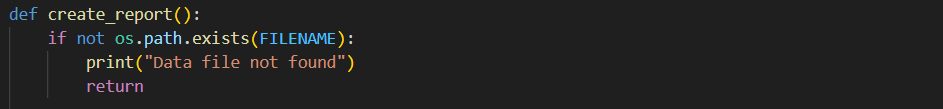 def create_report():
    if not os.path.exists(FILENAME):
        print("Data file not found")
        return